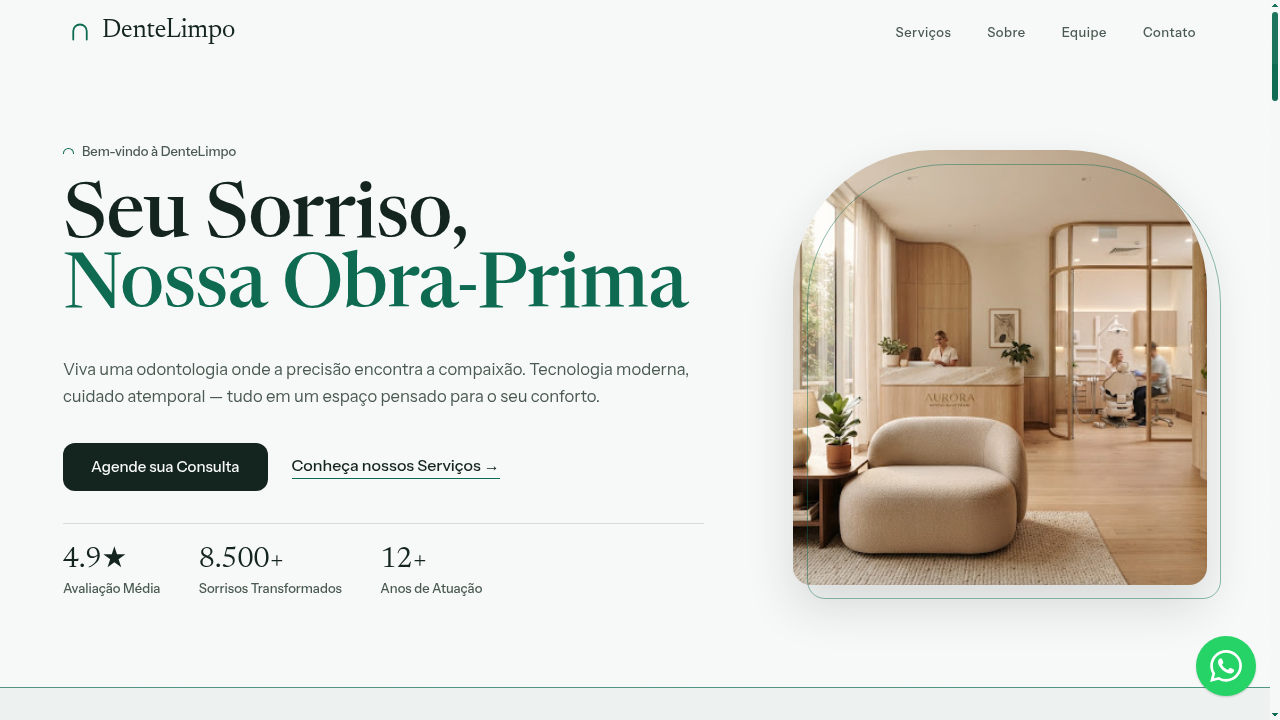 DenteLimpo
Serviços
Sobre
Equipe
Contato
Bem-vindo à DenteLimpo
Seu Sorriso,
Nossa Obra-Prima
Viva uma odontologia onde a precisão encontra a compaixão. Tecnologia moderna,
cuidado atemporal — tudo em um espaço pensado para o seu conforto.
Agende sua Consulta
Conheça nossos Serviços →
4.9★
Avaliação Média
8.500+
Sorrisos Transformados
12+
Anos de Atuação
AURORA